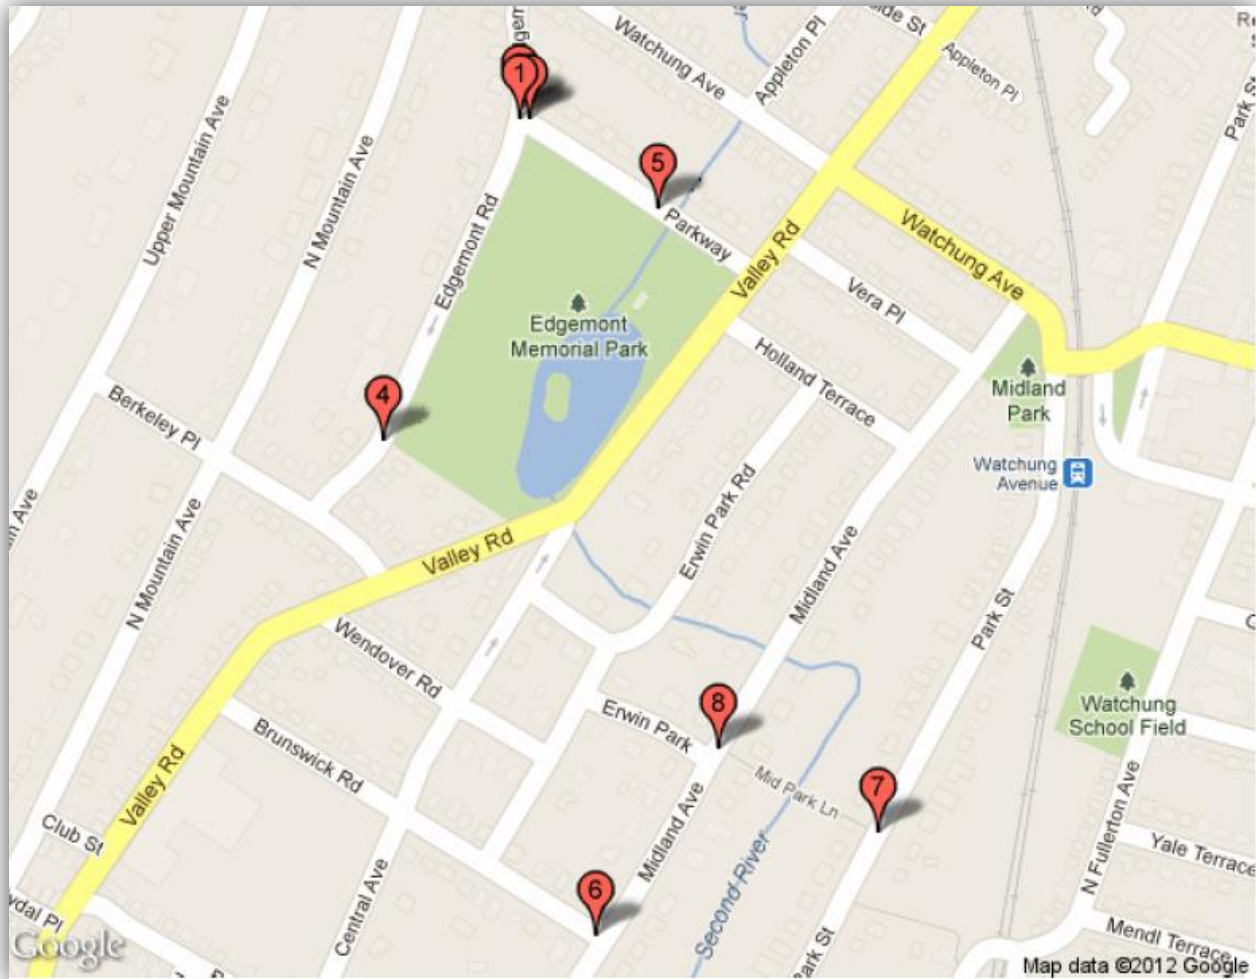 Watchung Ave
Appleton Pl
Appleton Pl
Park St
Upper Mountain Ave
N Mountain Ave
1
5
Parkway
Valley Rd
Watchung Ave
Edgemont Rd
Vera Pl
Edgemont
Memorial Park
Holland Terrace
Midland
Park
4
Berkeley Pl
Watchung
Avenue
N Mountain Ave
Valley Rd
Erwin Park Rd
Midland Ave
Park St
Wendover Rd
8
Erwin Park
Watchung
School Field
Brunswick Rd
Mid Park Ln
7
Valley Rd
Club St
Midland Ave
N Fullerton Ave
Yale Terrace
6
Central Ave
Second River
Park St
Mendl Terrace
Google
Map data ©2012 Google